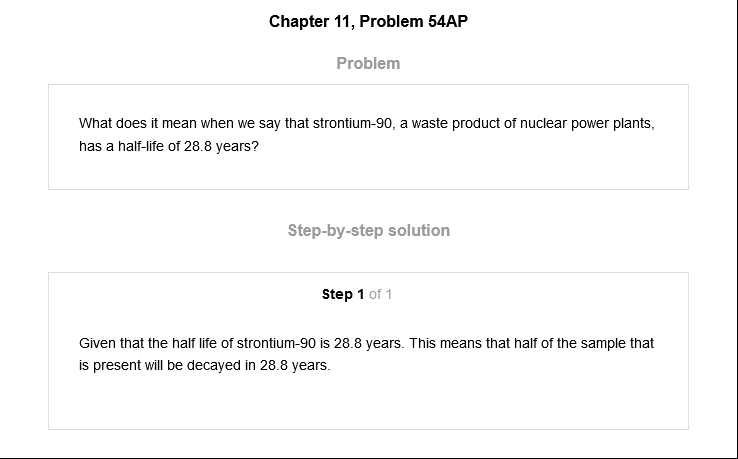 Chapter 11, Problem 54AP
Problem
What does it mean when we say that strontium-90, a waste product of nuclear power plants,
has a half-life of 28.8 years?
Step-by-step solution
Step 1 of 1
Given that the half life of strontium-90 is 28.8 years. This means that half of the sample that
is present will be decayed in 28.8 years.